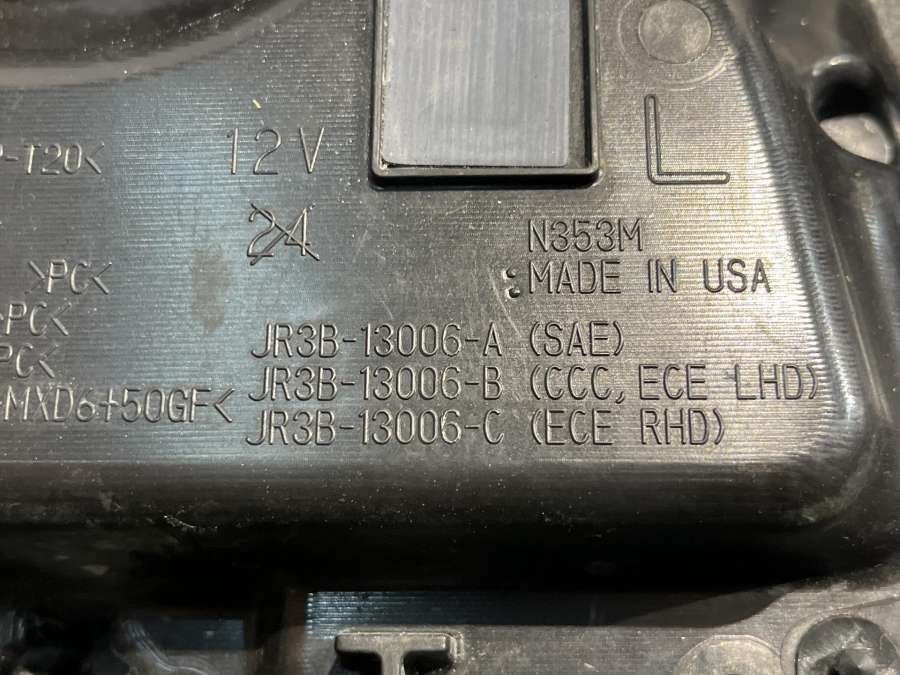 P-T20<
12V
L
24
N353M
MADE IN USA
>PC<
>PC<
PC<
-MXD6+50GF<
JR3B-13006-A (SAE)
JR3B-13006-B (CCC, ECE LHD)
JR3B-13006-C (ECE RHD)